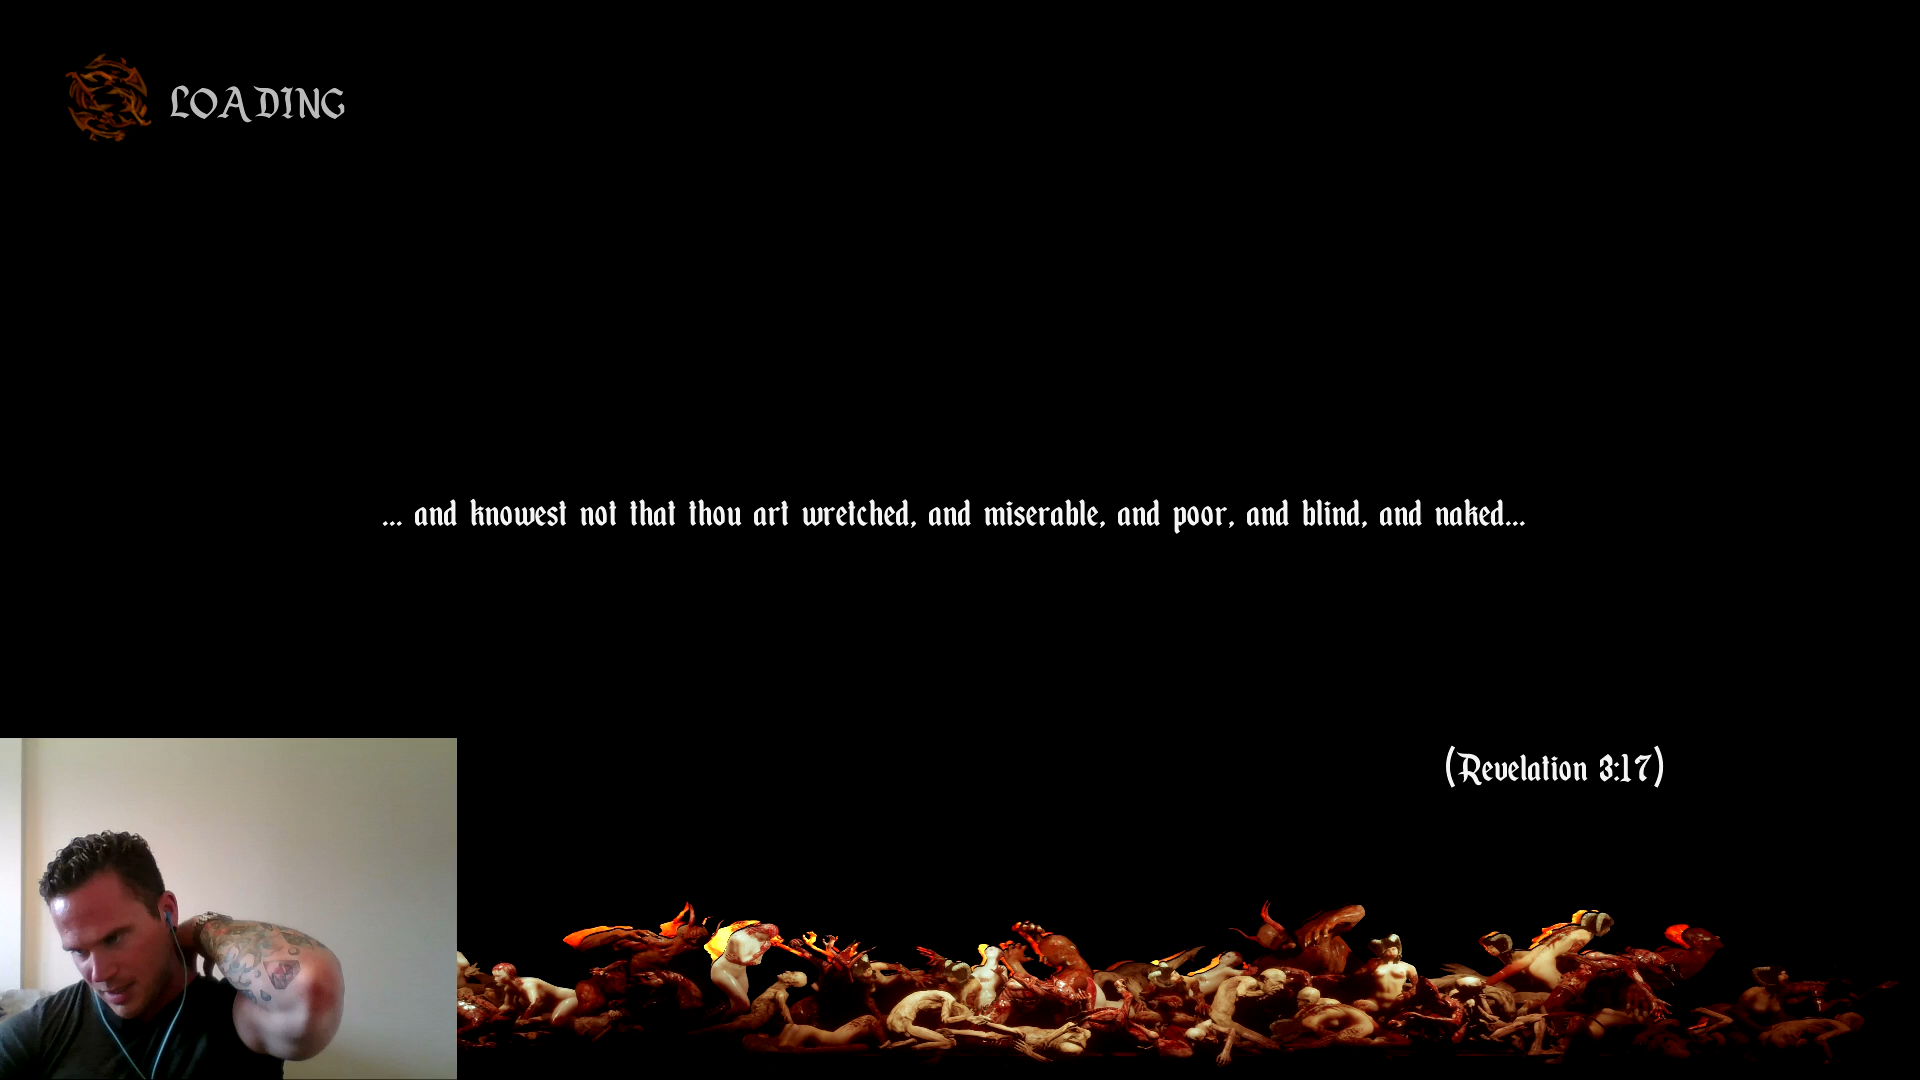 LOADING
... and knowest not that thou art wretched, and miserable, and poor, and blind, and naked...
(Revelation 3:17)